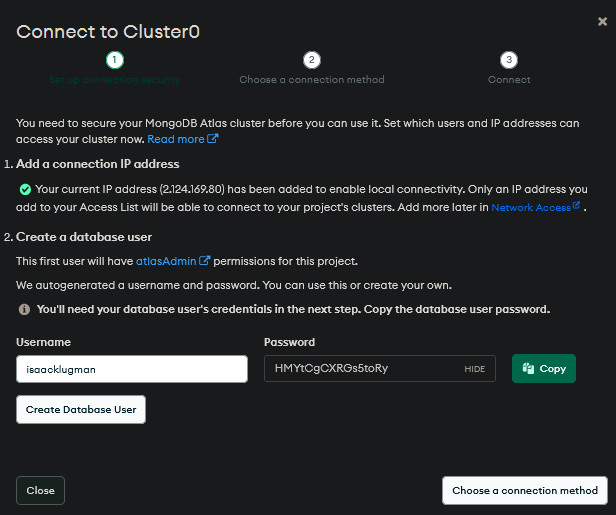 Connect to Cluster0
1
2
3
Set up connection security
Choose a connection method
Connect
You need to secure your MongoDB Atlas cluster before you can use it. Set which users and IP addresses can
access your cluster now. Read more
1. Add a connection IP address
Your current IP address (2.124.169.80) has been added to enable local connectivity. Only an IP address you
add to your Access List will be able to connect to your project's clusters. Add more later in Network Access .
2. Create a database user
This first user will have atlasAdmin permissions for this project.
We autogenerated a username and password. You can use this or create your own.
You'll need your database user's credentials in the next step. Copy the database user password.
Username
Password
isaacklugman
HMYtCgCXRGs5toRy
HIDE
Copy
Create Database User
Close
Choose a connection method